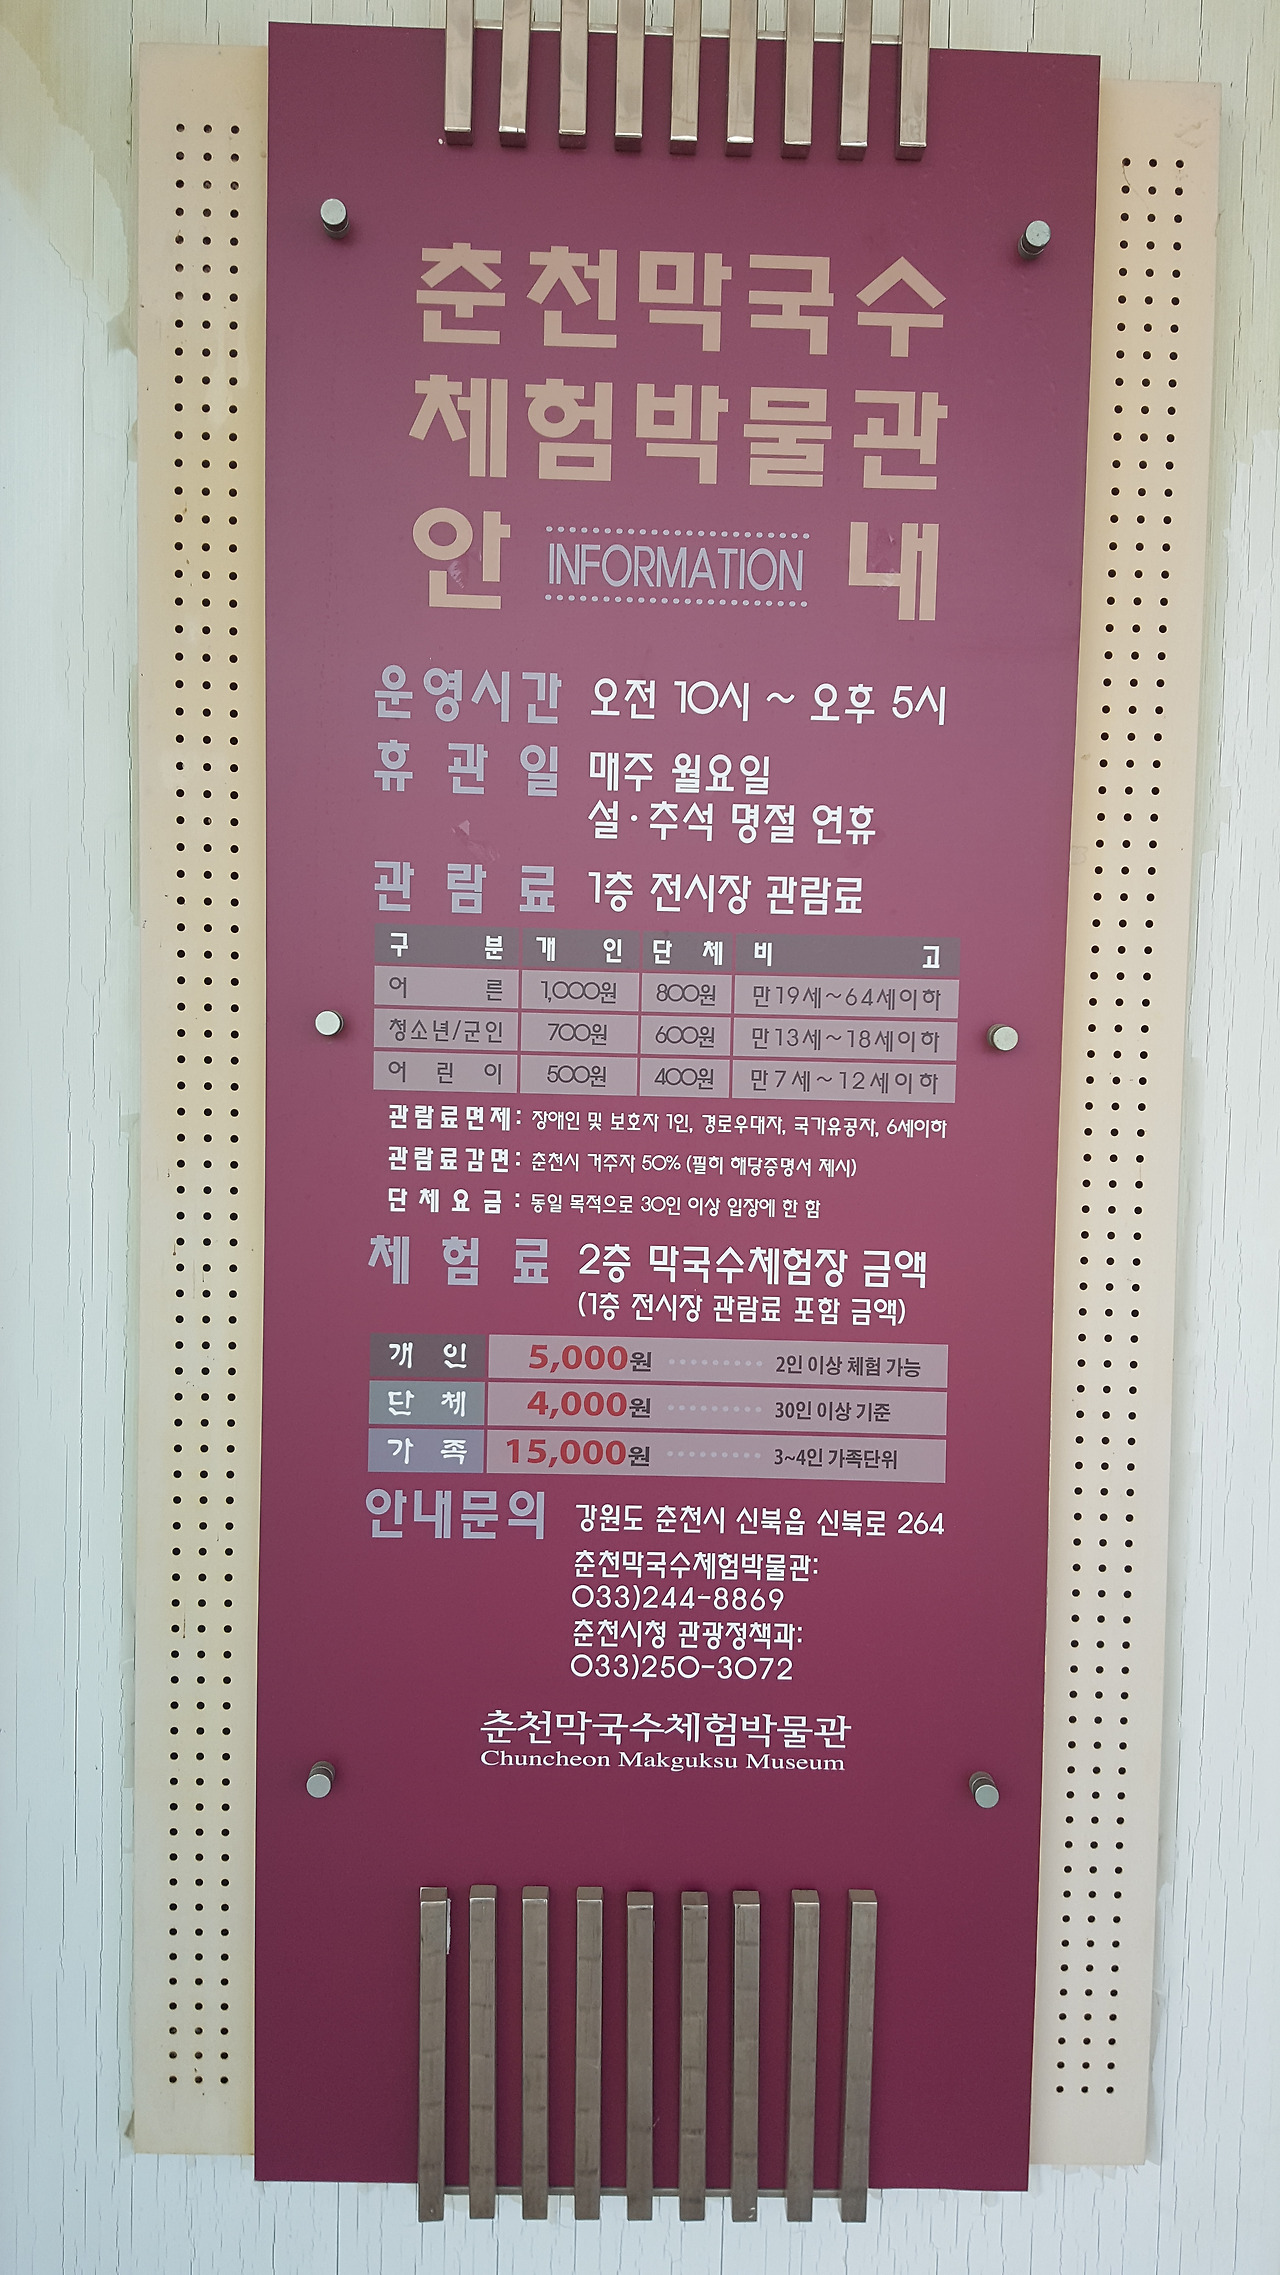 춘천막국수
체험박물관
안 INFORMATION 내
운영시간 오전 10시 ~ 오후 5시
휴 관 일 매주 월요일
설·추석 명절 연휴
관 람 료 1층 전시장 관람료
구 분 개 인 단 체 비 고
어 른 1,000원 800원 만19세~64세이하
청소년/군인 700원 600원 만13세~18세이하
어 린 이 500원 400원 만7세~12세이하
관람료면제: 장애인 및 보호자 1인, 경로우대자, 국가유공자, 6세이하
관람료감면: 춘천시 거주자 50% (필히 해당증명서 제시)
단 체 요 금 : 동일 목적으로 30인 이상 입장에 한 함
체 험 료 2층 막국수체험장 금액
(1층 전시장 관람료 포함 금액)
개 인 5,000원 ·········· 2인 이상 체험 가능
단 체 4,000원 ·········· 30인 이상 기준
가 족 15,000원 ·········· 3~4인 가족단위
안내문의 강원도 춘천시 신북읍 신북로 264
춘천막국수체험박물관:
033)244-8869
춘천시청 관광정책과:
033)250-3072
춘천막국수체험박물관
Chuncheon Makguksu Museum